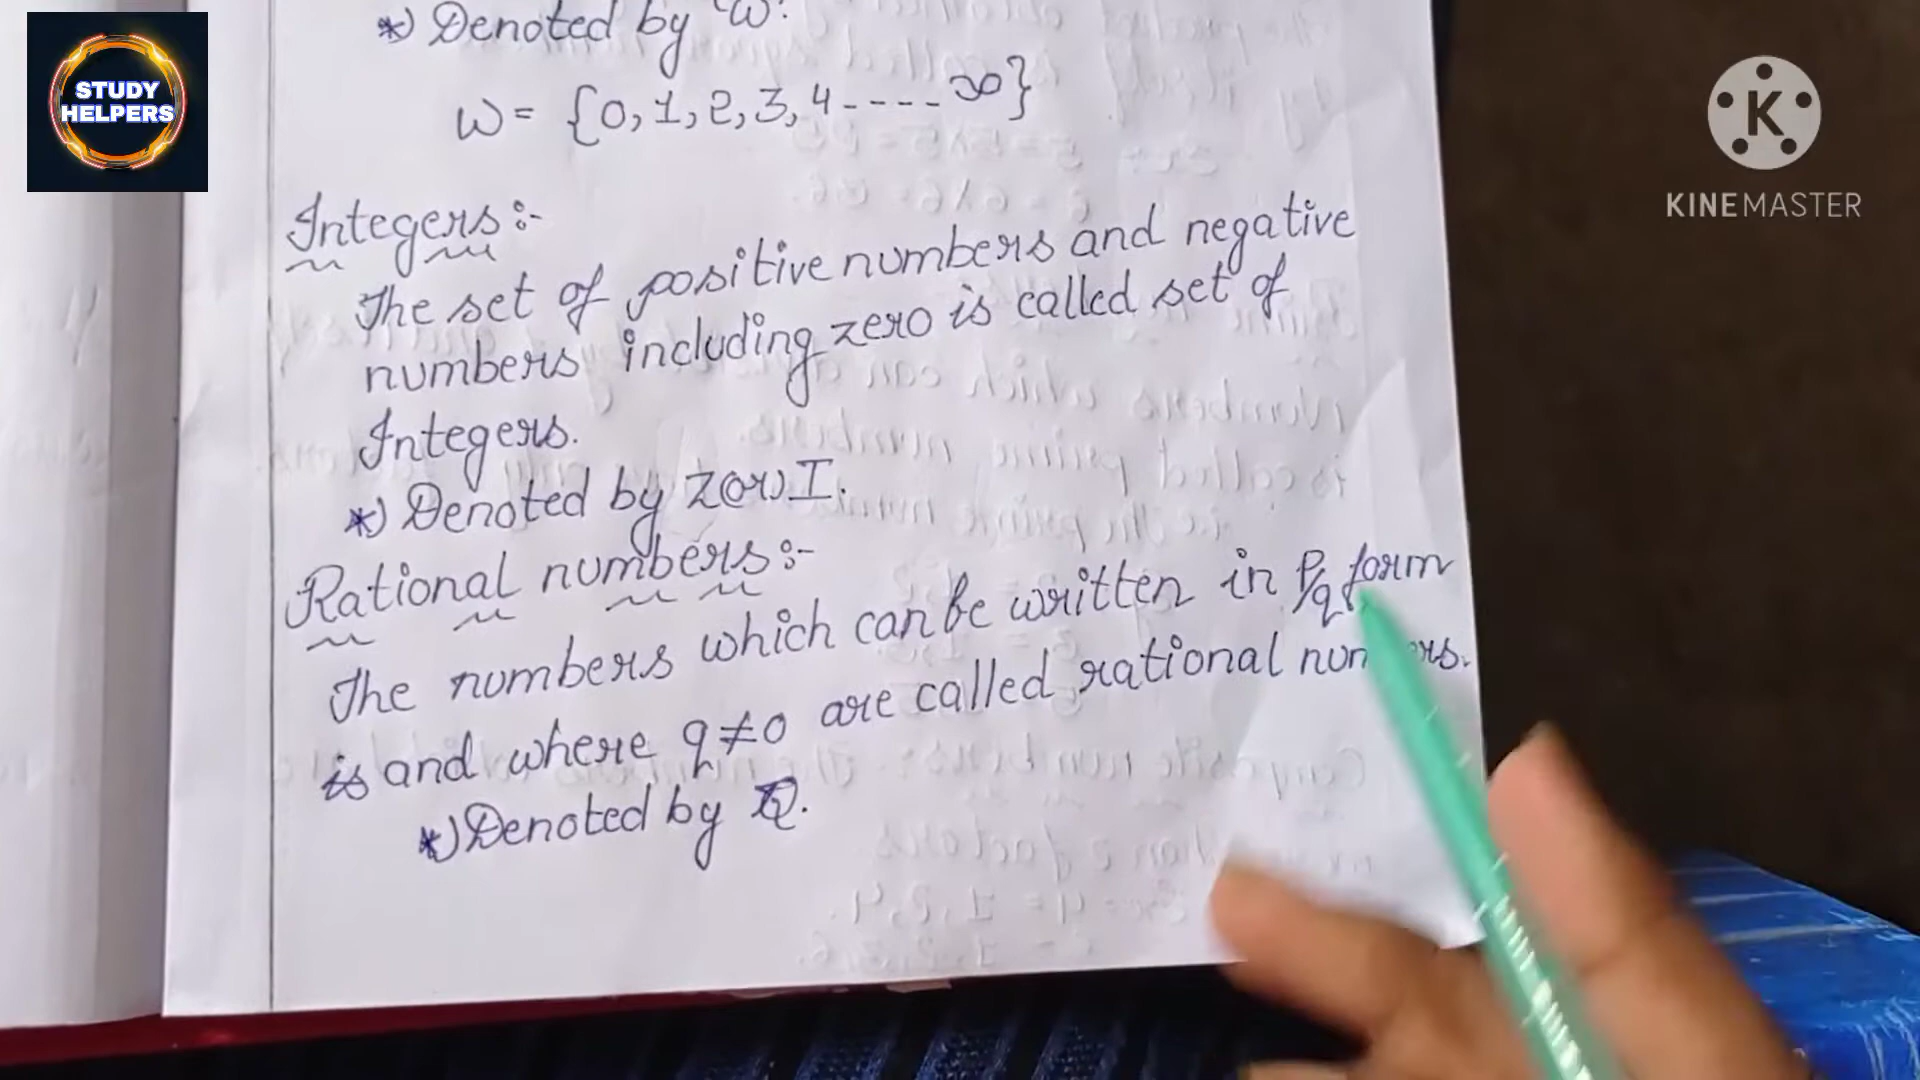 STUDY
HELPERS
K
KINEMASTER
*) Denoted by 'W'.
W = {0, 1, 2, 3, 4 - - - - ∞}
Integers :-
The set of positive numbers and negative
numbers including zero is called set of
Integers.
*) Denoted by Z (or) I.
Rational numbers :-
The numbers which can be written in P/q form
is and where q ≠ 0 are called rational
*) Denoted by Q.